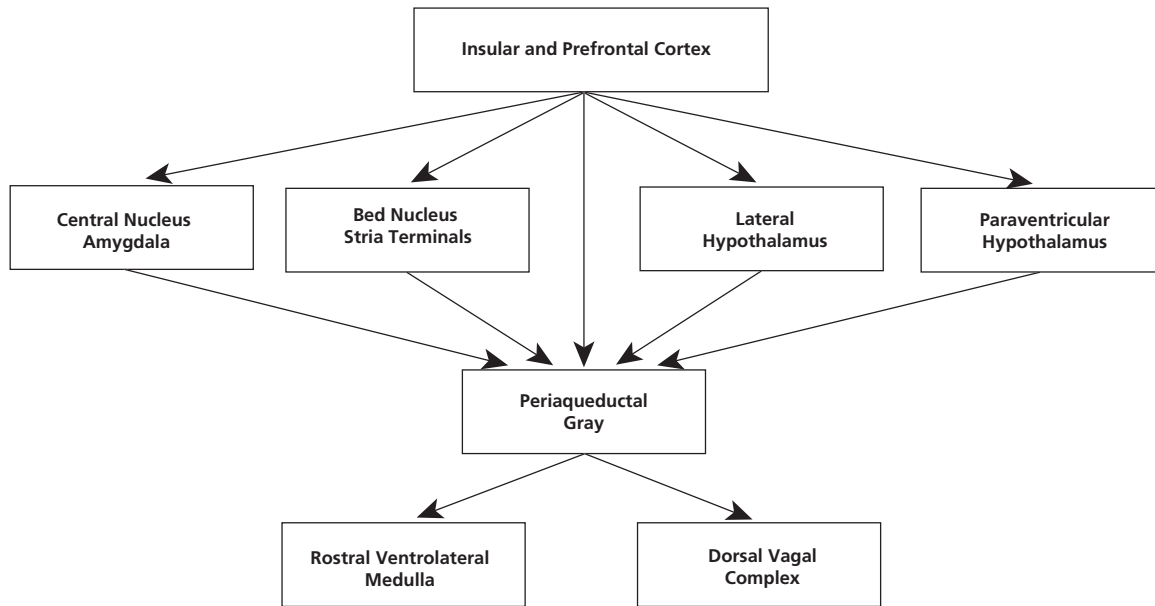 Insular and Prefrontal Cortex
Central Nucleus
Amygdala
Bed Nucleus
Stria Terminals
Lateral
Hypothalamus
Paraventricular
Hypothalamus
Periaqueductal
Gray
Rostral Ventrolateral
Medulla
Dorsal Vagal
Complex